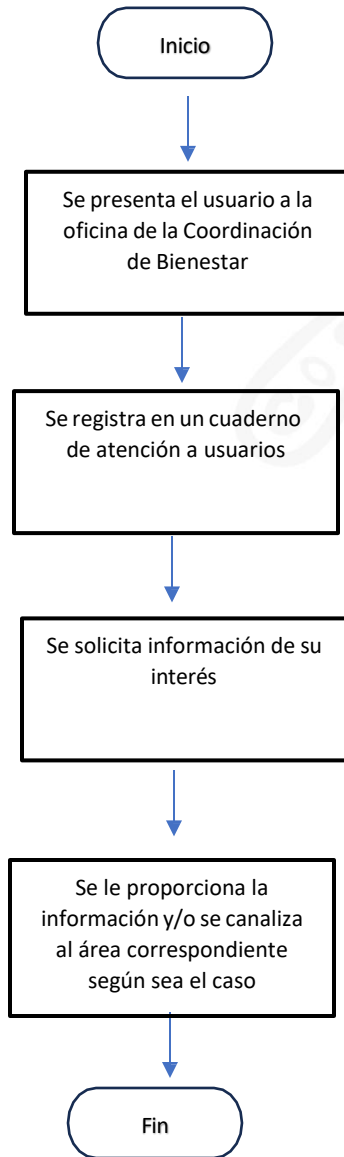 Inicio
Se presenta el usuario a la
oficina de la Coordinación
de Bienestar
Se registra en un cuaderno
de atención a usuarios
Se solicita información de su
interés
Se le proporciona la
información y/o se canaliza
al área correspondiente
según sea el caso
Fin